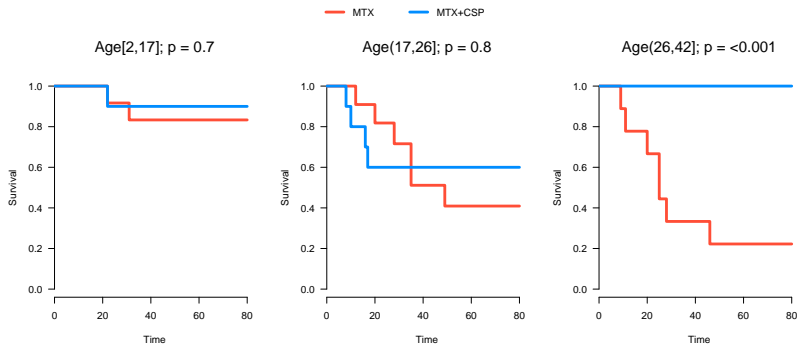 MTX MTX+CSP
Age[2,17]; p = 0.7
Age(17,26]; p = 0.8
Age(26,42]; p = <0.001
Survival
1.0
0.8
0.6
0.4
0.2
0.0
0 20 40 60 80
Time
Survival
1.0
0.8
0.6
0.4
0.2
0.0
0 20 40 60 80
Time
Survival
1.0
0.8
0.6
0.4
0.2
0.0
0 20 40 60 80
Time